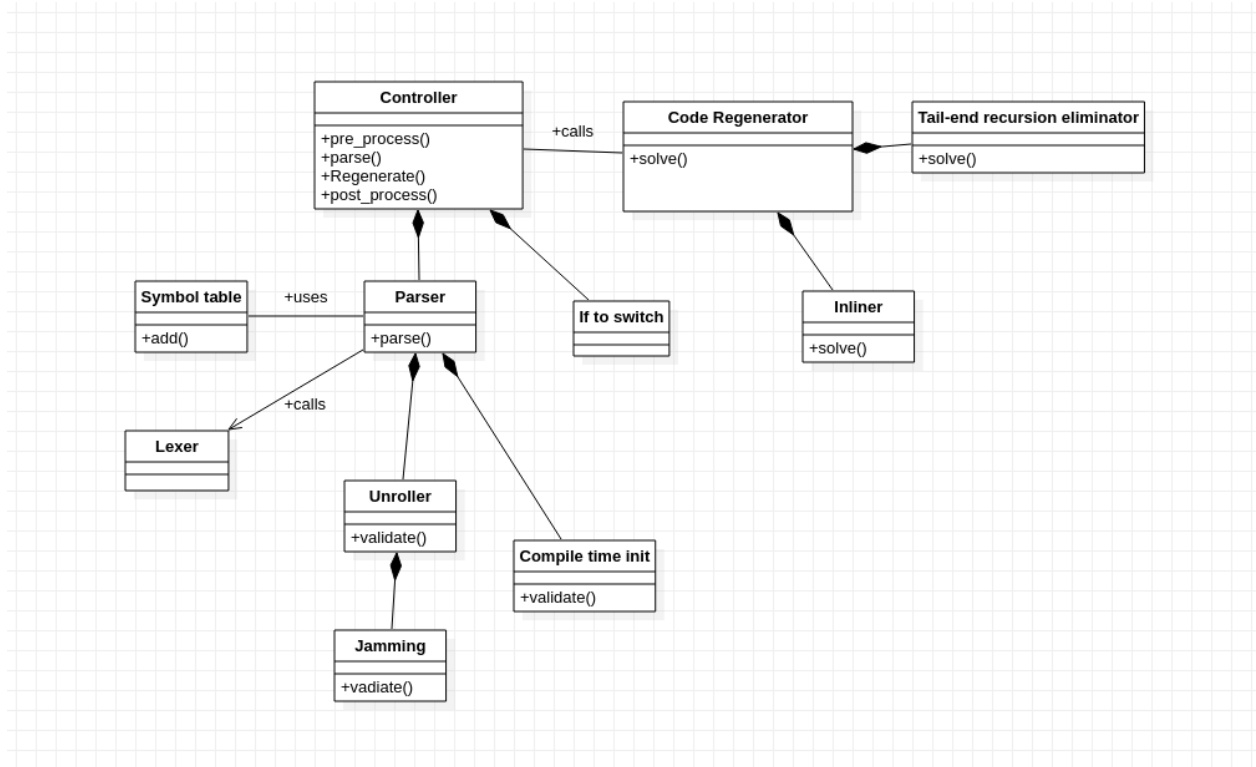 Controller
+pre_process()
+parse()
+Regenerate()
+post_process()
+calls
Code Regenerator
+solve()
Tail-end recursion eliminator
+solve()
Symbol table
+add()
+uses
Parser
+parse()
If to switch
Inliner
+solve()
+calls
Lexer
Unroller
+validate()
Compile time init
+validate()
Jamming
+vadiate()